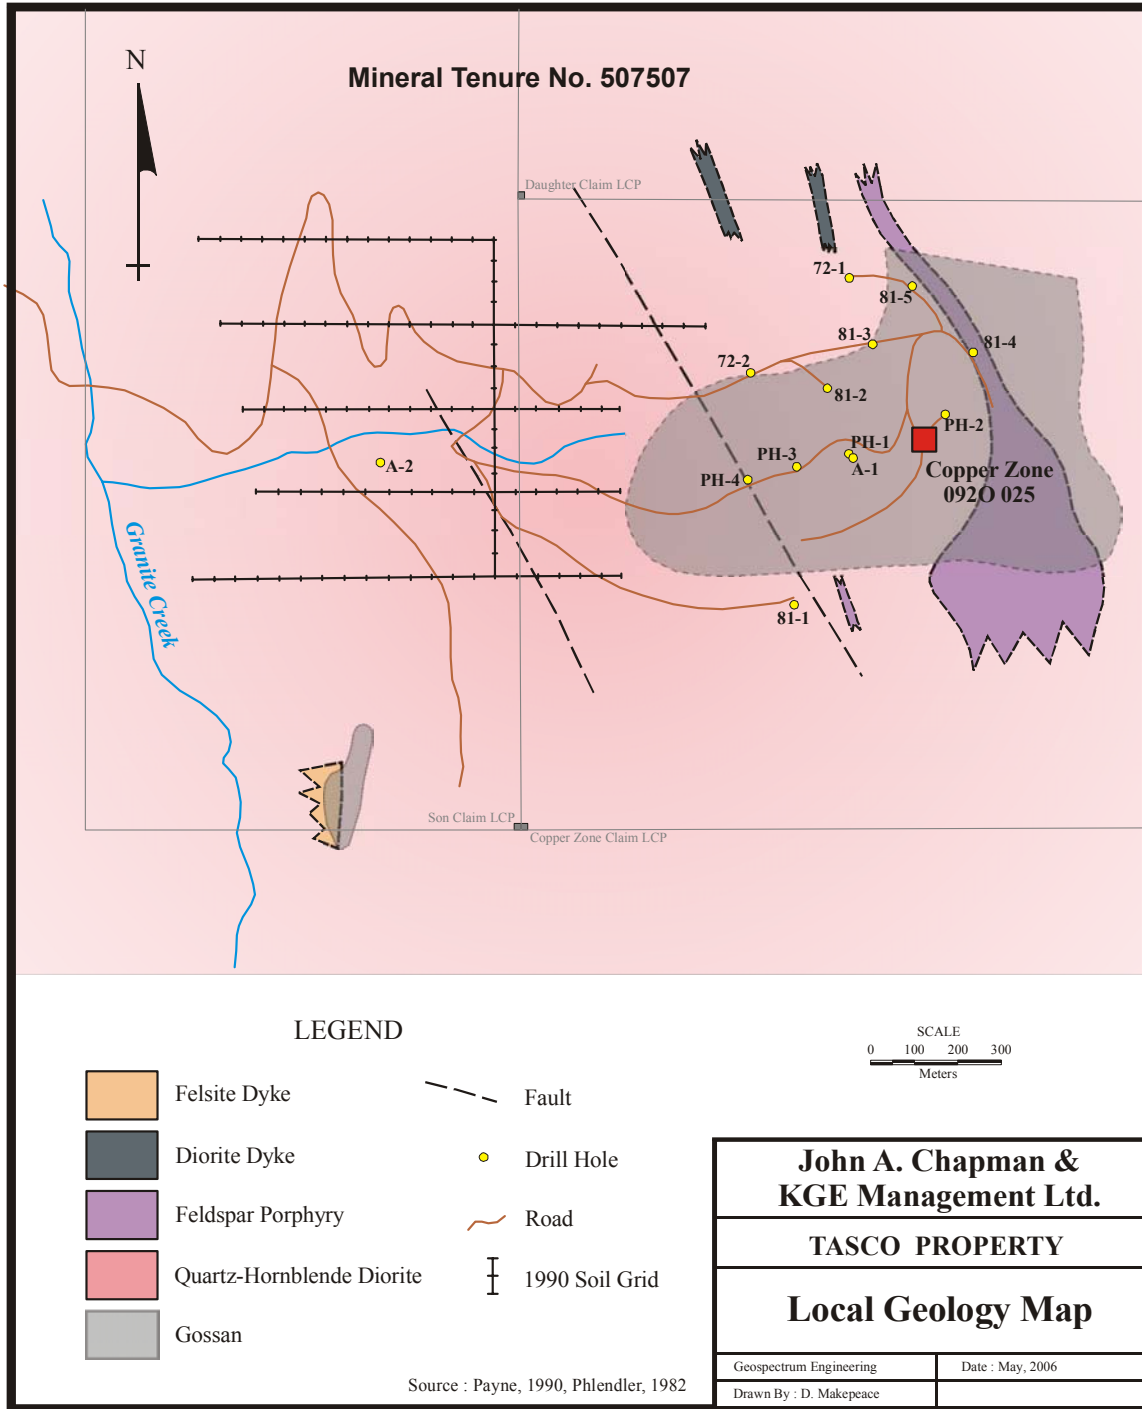 Mineral Tenure No. 507507
N
Daughter Claim LCP
72-1
81-5
81-3
81-4
72-2
81-2
PH-2
PH-1
A-1
PH-3
PH-4
A-2
Copper Zone
092O 025
81-1
Granite Creek
Son Claim LCP
Copper Zone Claim LCP
LEGEND
Felsite Dyke
Diorite Dyke
Feldspar Porphyry
Quartz-Hornblende Diorite
Gossan
Fault
Drill Hole
Road
1990 Soil Grid
SCALE
0 100 200 300
Meters
Source : Payne, 1990, Phlendler, 1982
John A. Chapman &
KGE Management Ltd.
TASCO PROPERTY
Local Geology Map
Geospectrum Engineering
Date : May, 2006
Drawn By : D. Makepeace